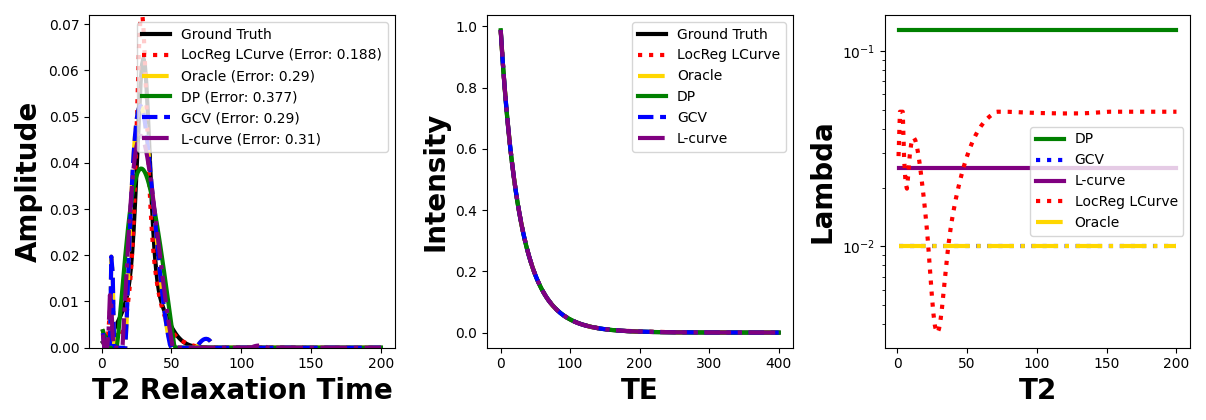 Amplitude
0.07
0.06
0.05
0.04
0.03
0.02
0.01
0.00
Ground Truth
LocReg LCurve (Error: 0.188)
Oracle (Error: 0.29)
DP (Error: 0.377)
GCV (Error: 0.29)
L-curve (Error: 0.31)
0 50 100 150 200
T2 Relaxation Time
Intensity
1.0
0.8
0.6
0.4
0.2
0.0
Ground Truth
LocReg LCurve
Oracle
DP
GCV
L-curve
0 100 200 300 400
TE
Lambda
10⁻¹
10⁻²
DP
GCV
L-curve
LocReg LCurve
Oracle
0 50 100 150 200
T2